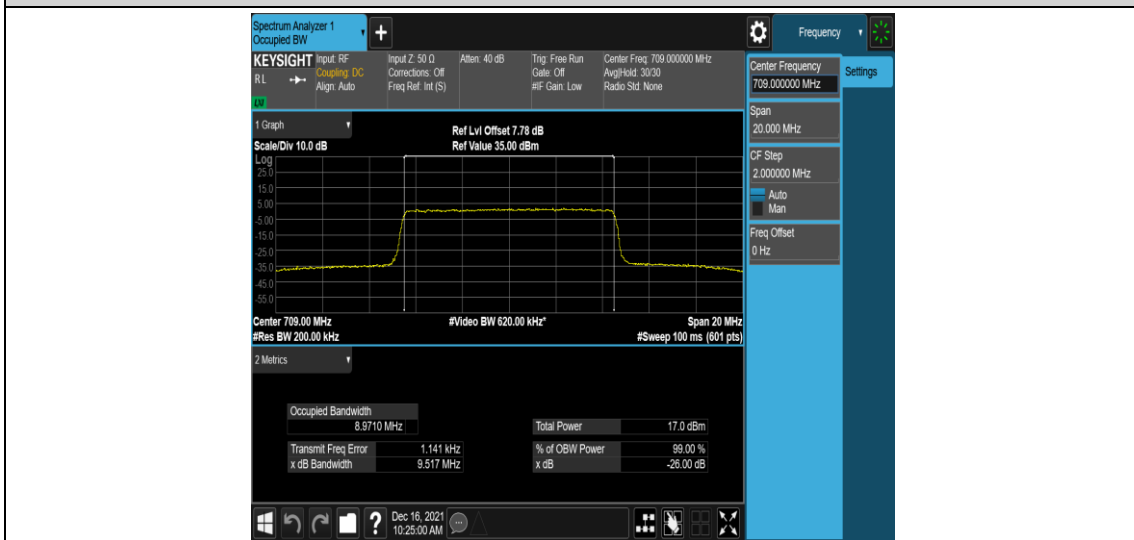 Spectrum Analyzer 1
Occupied BW
+
Frequency
KEYSIGHT
RL
Input: RF
Coupling: DC
Align: Auto
Input Z: 50 Ω
Corrections: Off
Freq Ref: Int (S)
Atten: 40 dB
Trig: Free Run
Gate: Off
#IF Gain: Low
Center Freq: 709.000000 MHz
Avg|Hold: 30/30
Radio Std: None
Center Frequency
709.000000 MHz
Settings
Span
20.000 MHz
CF Step
2.000000 MHz
Auto
Man
Freq Offset
0 Hz
1 Graph
Ref Lvl Offset 7.78 dB
Scale/Div 10.0 dB
Ref Value 35.00 dBm
Log
25.0
15.0
5.00
-5.00
-15.0
-25.0
-35.0
-45.0
-55.0
Center 709.00 MHz
#Video BW 620.00 kHz*
Span 20 MHz
#Res BW 200.00 kHz
#Sweep 100 ms (601 pts)
2 Metrics
Occupied Bandwidth
8.9710 MHz
Total Power 17.0 dBm
Transmit Freq Error 1.141 kHz
% of OBW Power 99.00 %
x dB Bandwidth 9.517 MHz
x dB -26.00 dB
?
Dec 16, 2021
10:25:00 AM